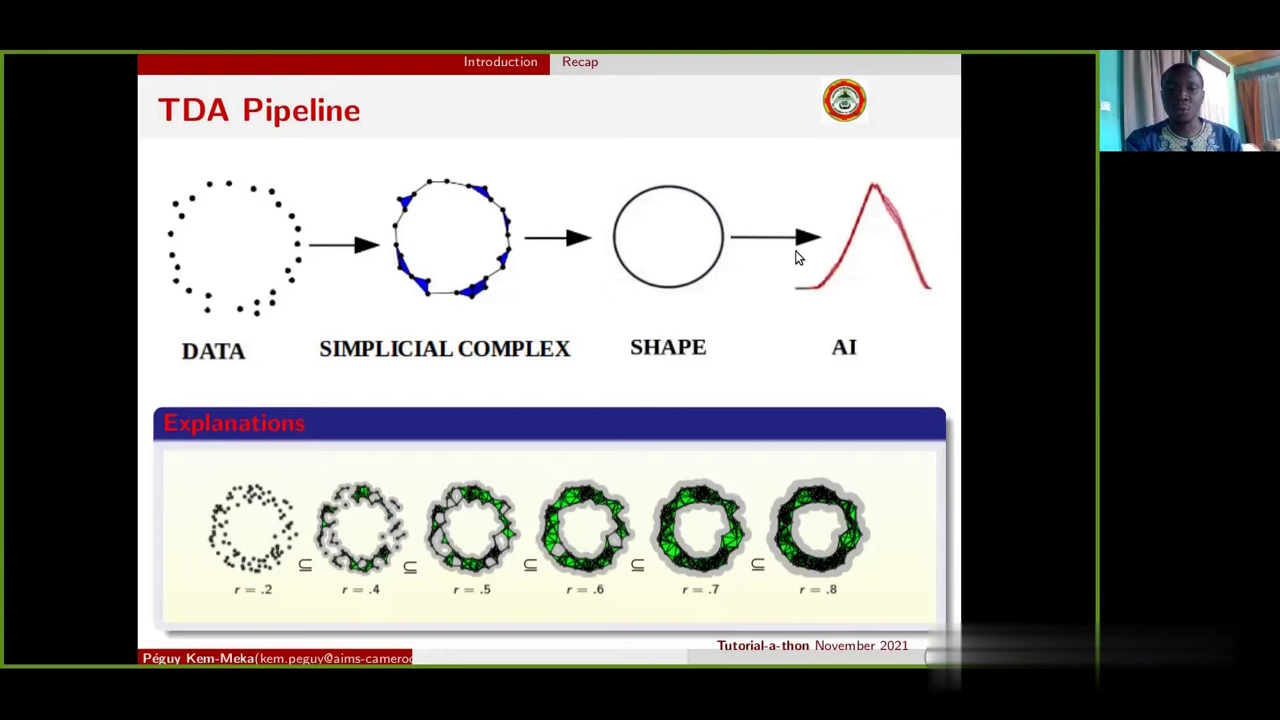 Introduction Recap
TDA Pipeline
DATA SIMPLICIAL COMPLEX SHAPE AI
Explanations
⊆ ⊆ ⊆ ⊆ ⊆
r = .2 r = .4 r = .5 r = .6 r = .7 r = .8
Tutorial-a-thon November 2021
Péguy Kem-Meka(kem.peguy@aims-cameroo